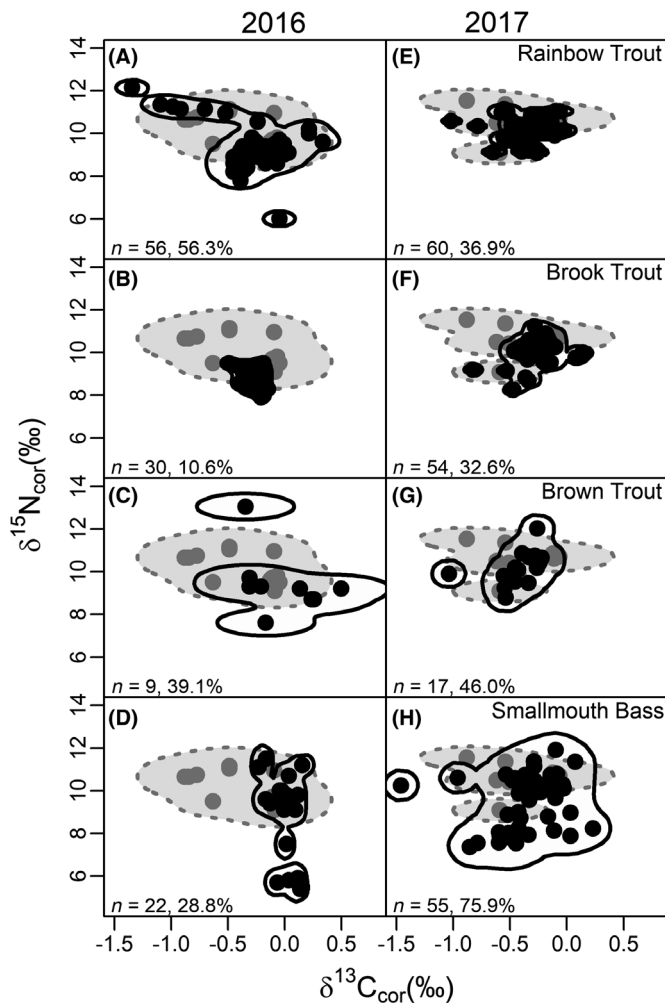 2016 2017
(A) (E) Rainbow Trout
14
12
10
8
6
n = 56, 56.3% n = 60, 36.9%
(B) (F) Brook Trout
14
12
10
8
6
n = 30, 10.6% n = 54, 32.6%
(C) (G) Brown Trout
14
12
10
8
6
n = 9, 39.1% n = 17, 46.0%
(D) (H) Smallmouth Bass
14
12
10
8
6
n = 22, 28.8% n = 55, 75.9%
-1.5 -1.0 -0.5 0.0 0.5 -1.5 -1.0 -0.5 0.0 0.5
δ15Ncor(‰)
δ13Ccor(‰)